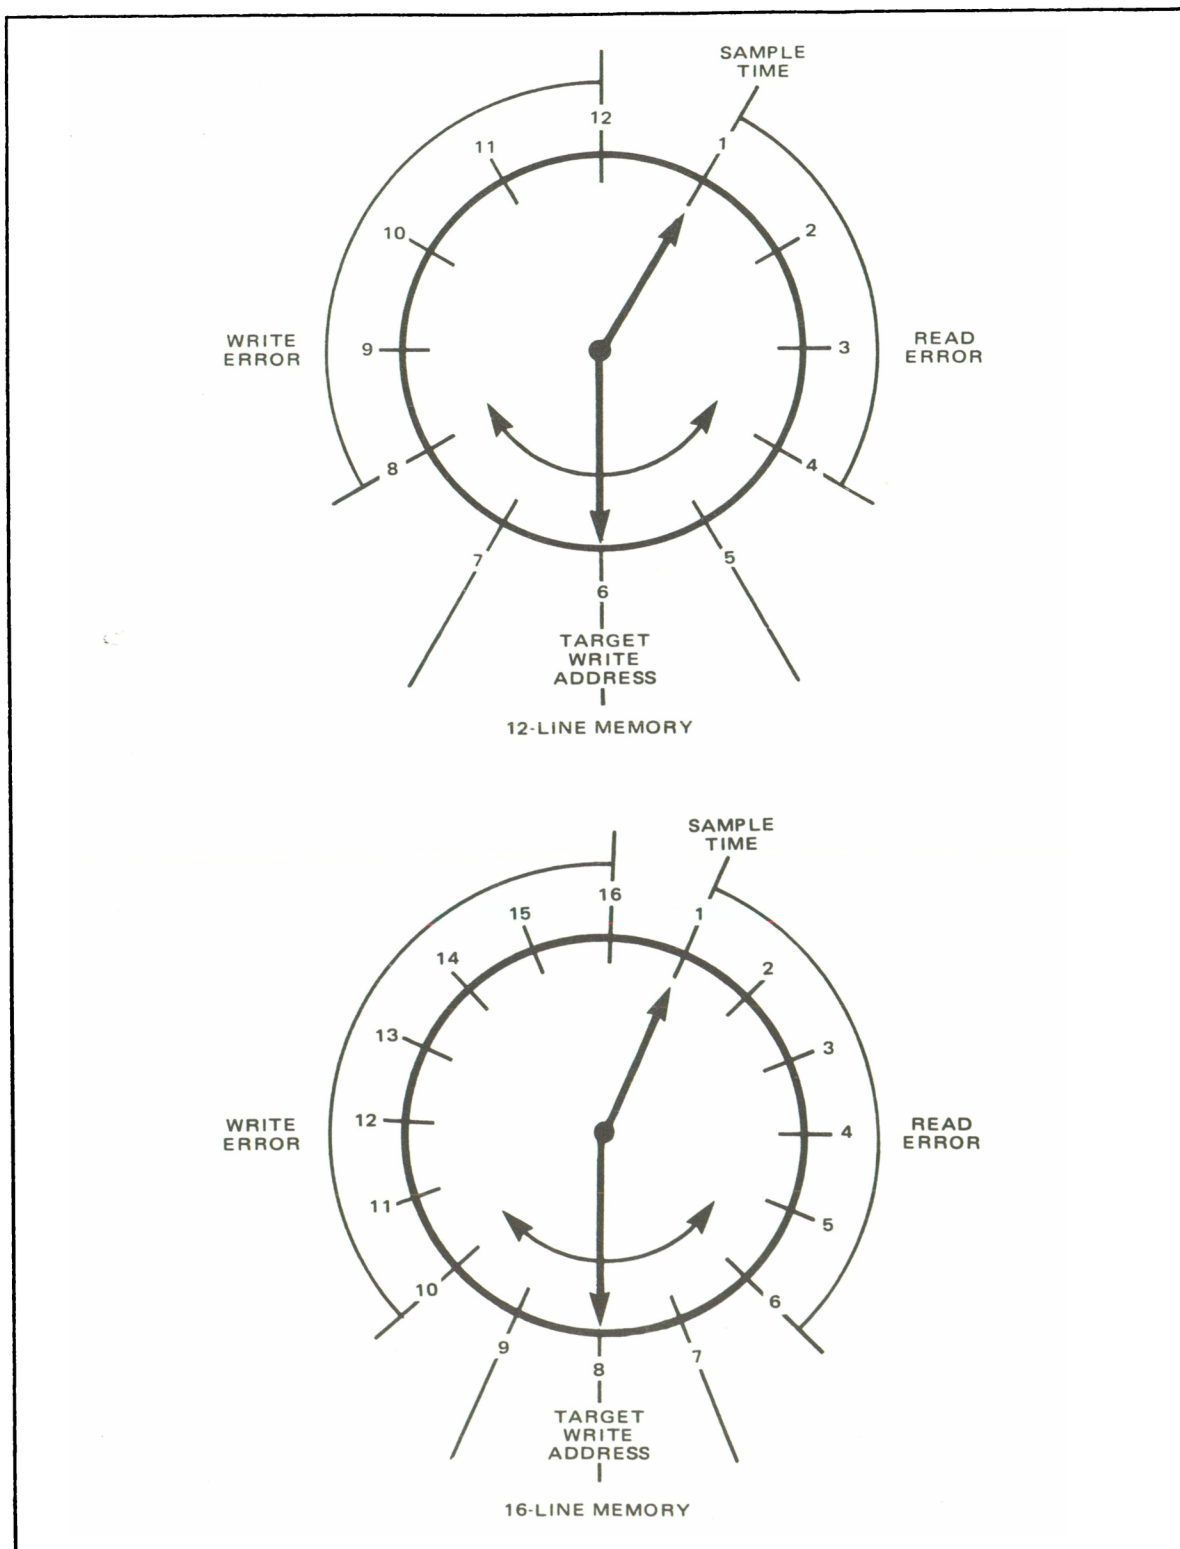 SAMPLE
TIME
12
1
11
2
10
WRITE
ERROR
9
3
READ
ERROR
8
4
7
5
6
TARGET
WRITE
ADDRESS
12-LINE MEMORY
SAMPLE
TIME
16
1
15
2
14
3
13
WRITE
ERROR
12
4
READ
ERROR
11
5
10
6
9
7
8
TARGET
WRITE
ADDRESS
16-LINE MEMORY